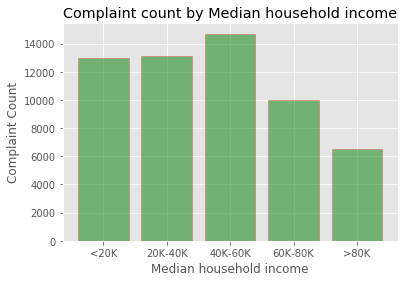 Complaint count by Median household income
Complaint Count
14000
12000
10000
8000
6000
4000
2000
0
<20K 20K-40K 40K-60K 60K-80K >80K
Median household income